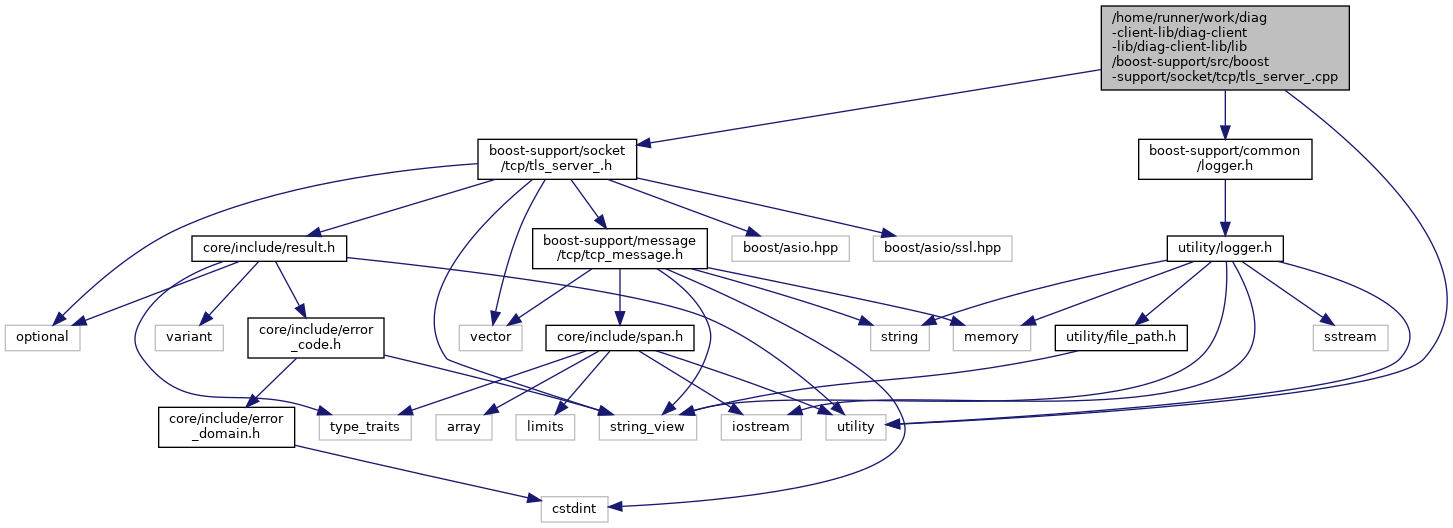 /home/runner/work/diag
-client-lib/diag-client
-lib/diag-client-lib/lib
/boost-support/src/boost
-support/socket/tcp/tls_server_.cpp
boost-support/socket
/tcp/tls_server_.h
boost-support/common
/logger.h
core/include/result.h
boost-support/message
/tcp/tcp_message.h
boost/asio.hpp
boost/asio/ssl.hpp
utility/logger.h
optional
variant
core/include/error
_code.h
vector
core/include/span.h
string
memory
utility/file_path.h
sstream
core/include/error
_domain.h
type_traits
array
limits
string_view
iostream
utility
cstdint